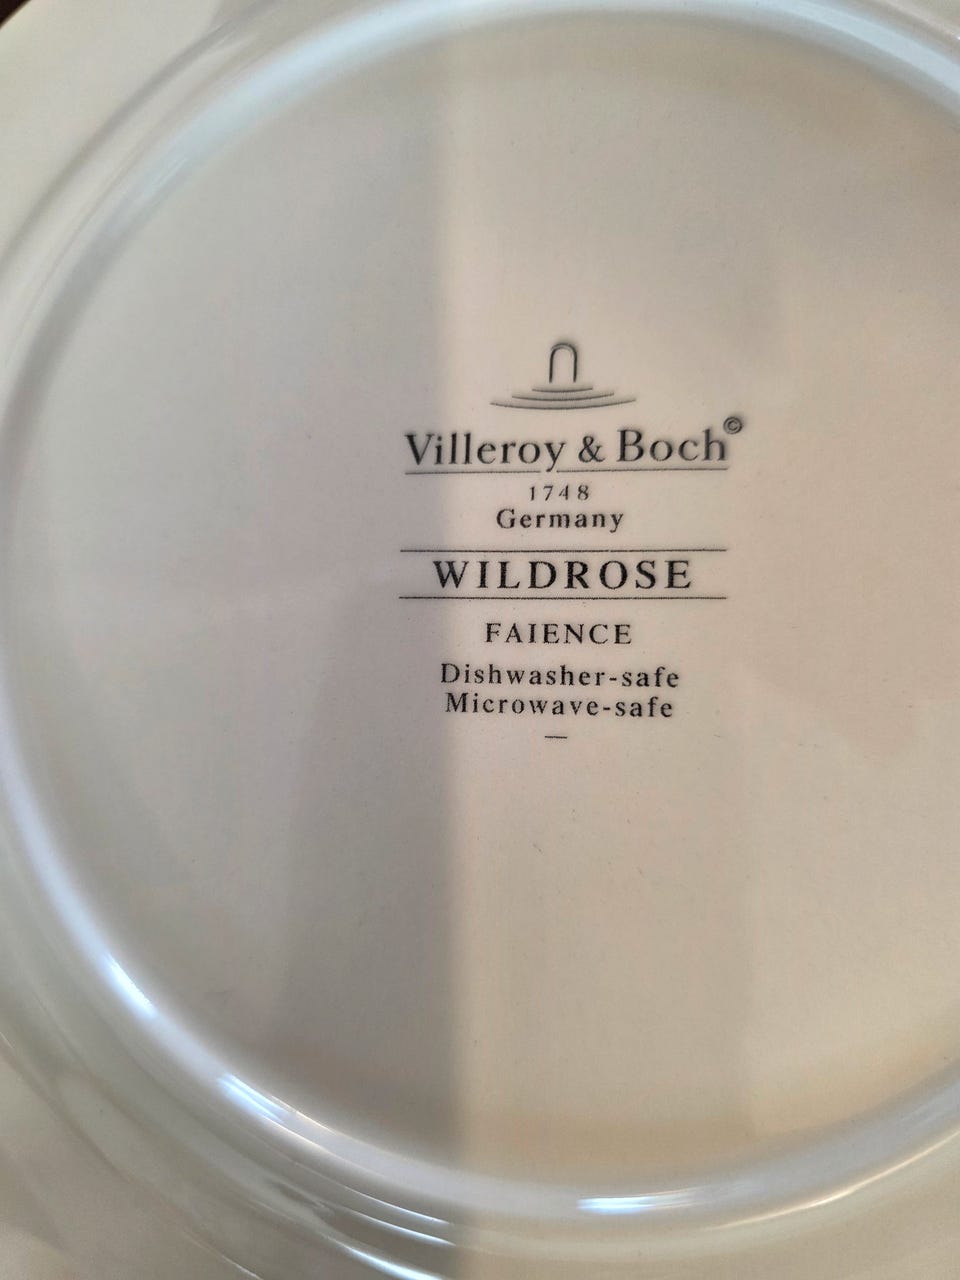 Villeroy & Boch©
1748
Germany
WILDROSE
FAIENCE
Dishwasher-safe
Microwave-safe